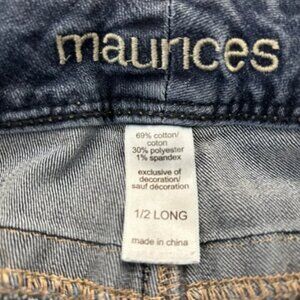 maurices
69% cotton/
coton
30% polyester
1% spandex
exclusive of
decoration/
sauf décoration
1/2 LONG
made in china